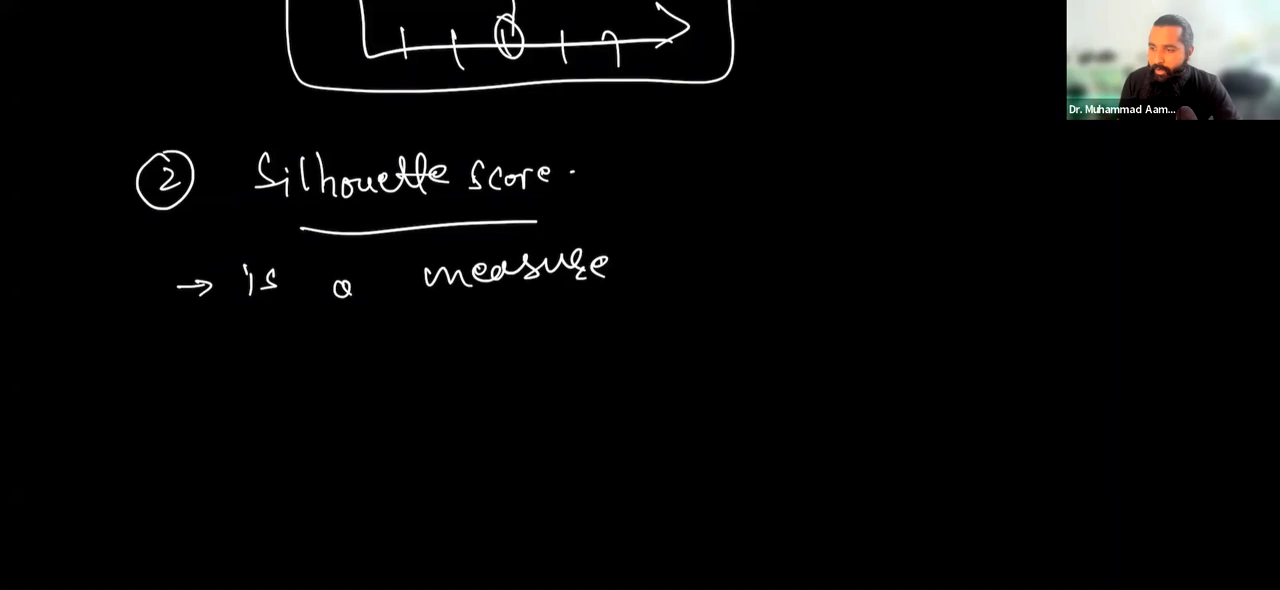 Dr. Muhammad Aam...
2 Silhouette score.
→ is a measure